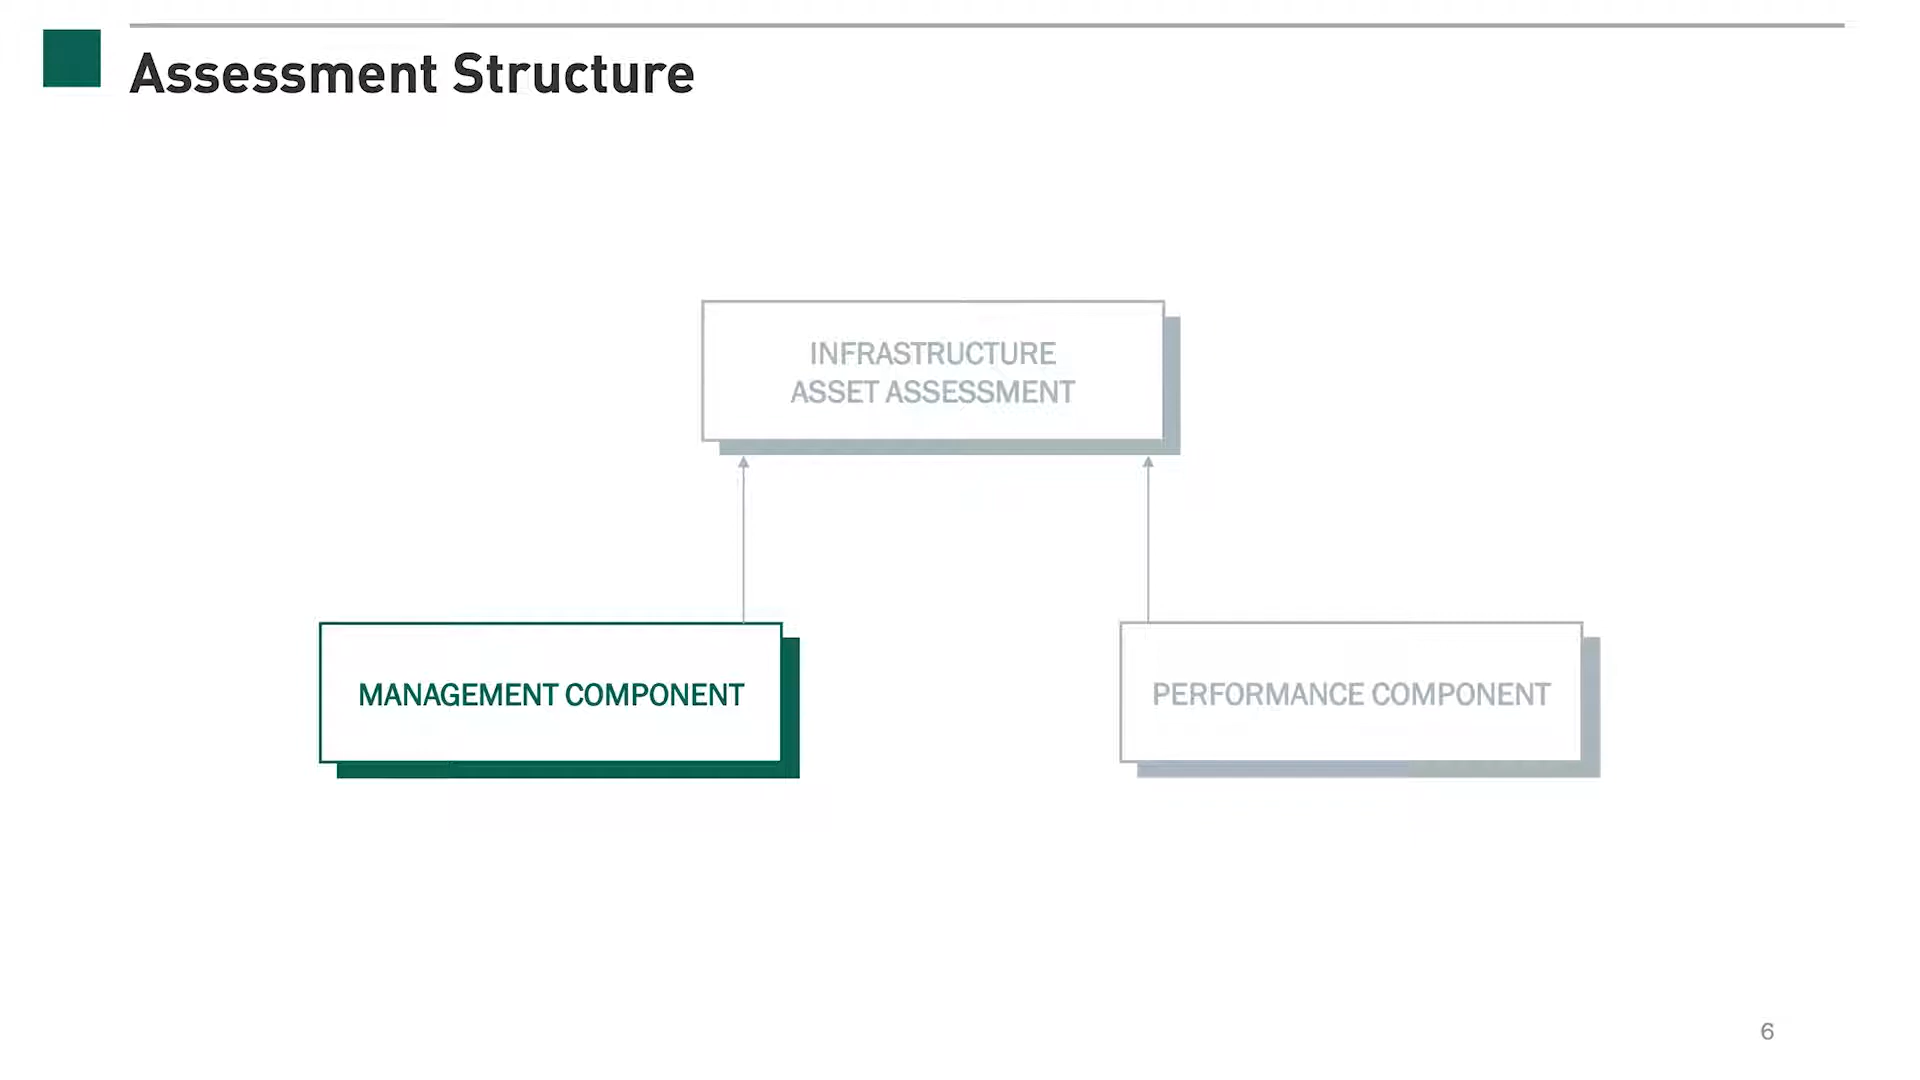 Assessment Structure
INFRASTRUCTURE
ASSET ASSESSMENT
MANAGEMENT COMPONENT
PERFORMANCE COMPONENT
6